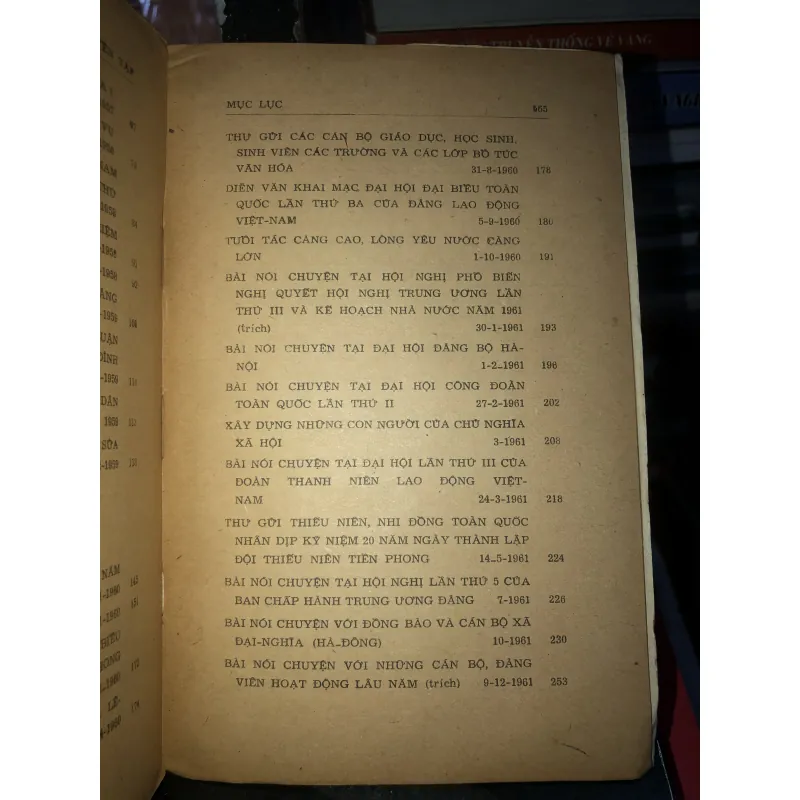 TRUYỀN THỐNG VẺ VANG
MỤC LỤC 565
THƯ GỬI CÁC CÁN BỘ GIÁO DỤC, HỌC SINH,
SINH VIÊN CÁC TRƯỜNG VÀ CÁC LỚP BỔ TÚC
VĂN HÓA 31-8-1960 178
DIỄN VĂN KHAI MẠC ĐẠI HỘI ĐẠI BIỂU TOÀN
QUỐC LẦN THỨ BA CỦA ĐẢNG LAO ĐỘNG
VIỆT-NAM 5-9-1960 180
TUỔI TÁC CÀNG CAO, LÒNG YÊU NƯỚC CÀNG
LỚN 1-10-1960 191
BÀI NÓI CHUYỆN TẠI HỘI NGHỊ PHỔ BIẾN
NGHỊ QUYẾT HỘI NGHỊ TRUNG ƯƠNG LẦN
THỨ III VÀ KẾ HOẠCH NHÀ NƯỚC NĂM 1961
(trích) 30-1-1961 193
BÀI NÓI CHUYỆN TẠI ĐẠI HỘI ĐẢNG BỘ HÀ-
NỘI 1-2-1961 196
BÀI NÓI CHUYỆN TẠI ĐẠI HỘI CÔNG ĐOÀN
TOÀN QUỐC LẦN THỨ II 27-2-1961 202
XÂY DỰNG NHỮNG CON NGƯỜI CỦA CHỦ NGHĨA
XÃ HỘI 3-1961 208
BÀI NÓI CHUYỆN TẠI ĐẠI HỘI LẦN THỨ III CỦA
ĐOÀN THANH NIÊN LAO ĐỘNG VIỆT-
NAM 24-3-1961 218
THƯ GỬI THIẾU NIÊN, NHI ĐỒNG TOÀN QUỐC
NHÂN DỊP KỶ NIỆM 20 NĂM NGÀY THÀNH LẬP
ĐỘI THIẾU NIÊN TIỀN PHONG 14-5-1961 224
BÀI NÓI CHUYỆN TẠI HỘI NGHỊ LẦN THỨ 5 CỦA
BAN CHẤP HÀNH TRUNG ƯƠNG ĐẢNG 7-1961 226
BÀI NÓI CHUYỆN VỚI ĐỒNG BÀO VÀ CÁN BỘ XÃ
ĐẠI-NGHĨA (HÀ-ĐÔNG) 10-1961 230
BÀI NÓI CHUYỆN VỚI NHỮNG CÁN BỘ, ĐẢNG
VIÊN HOẠT ĐỘNG LÂU NĂM (trích) 9-12-1961 253